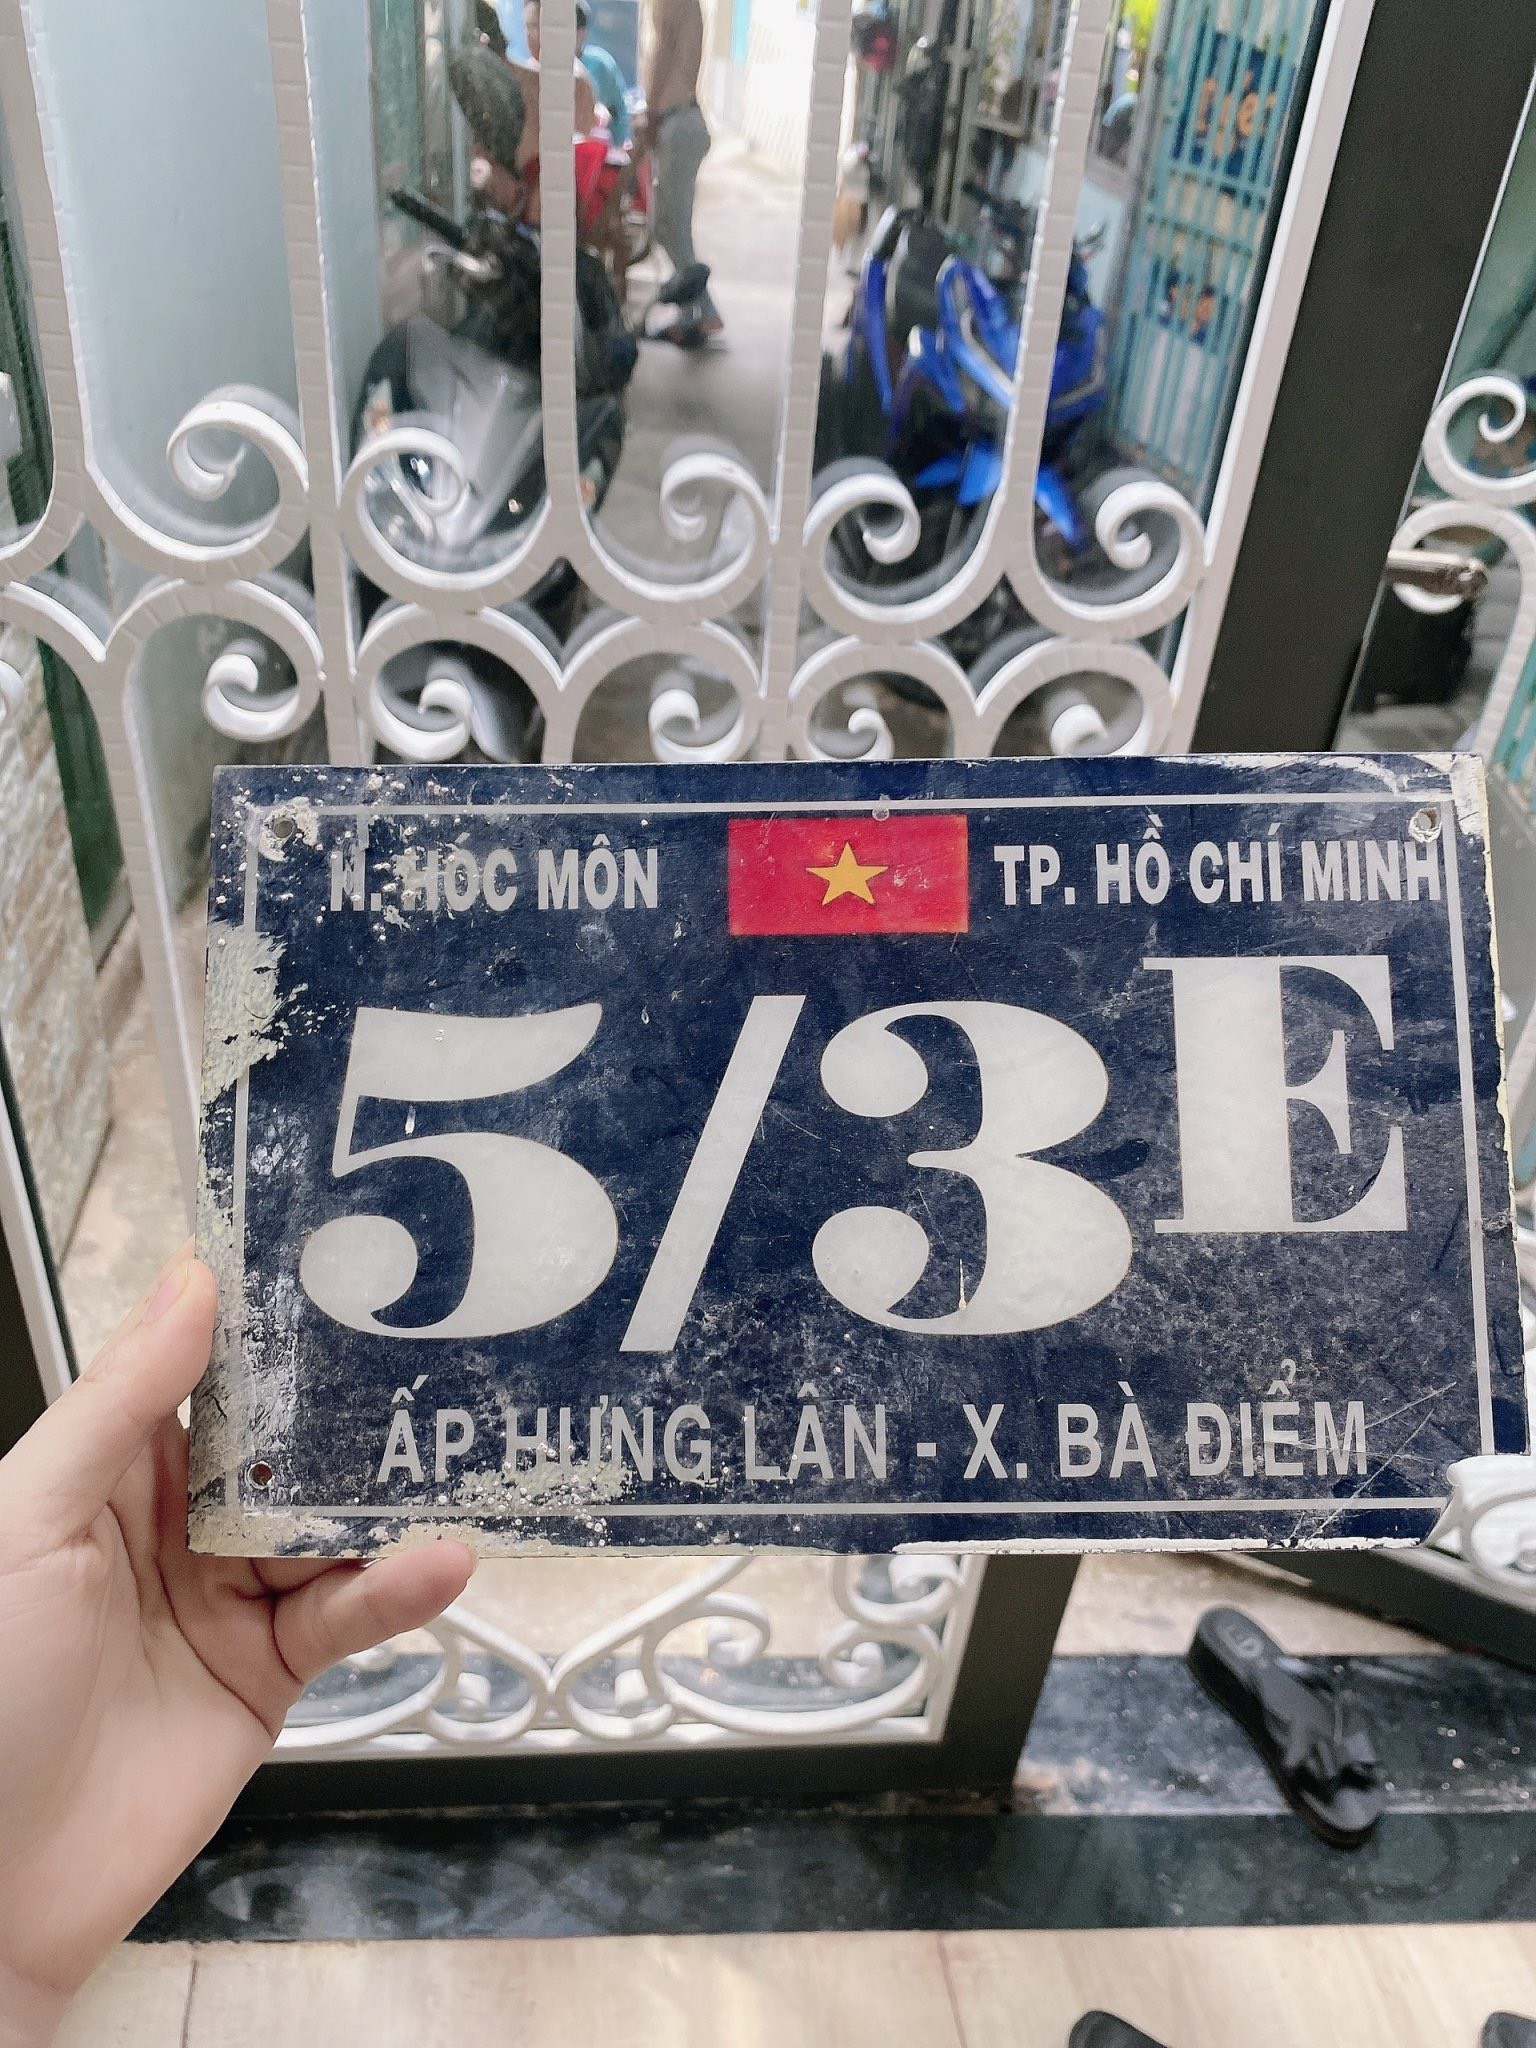 H. HÓC MÔN TP. HỒ CHÍ MINH
5/3E
ẤP HƯNG LÂN - X. BÀ ĐIỂM